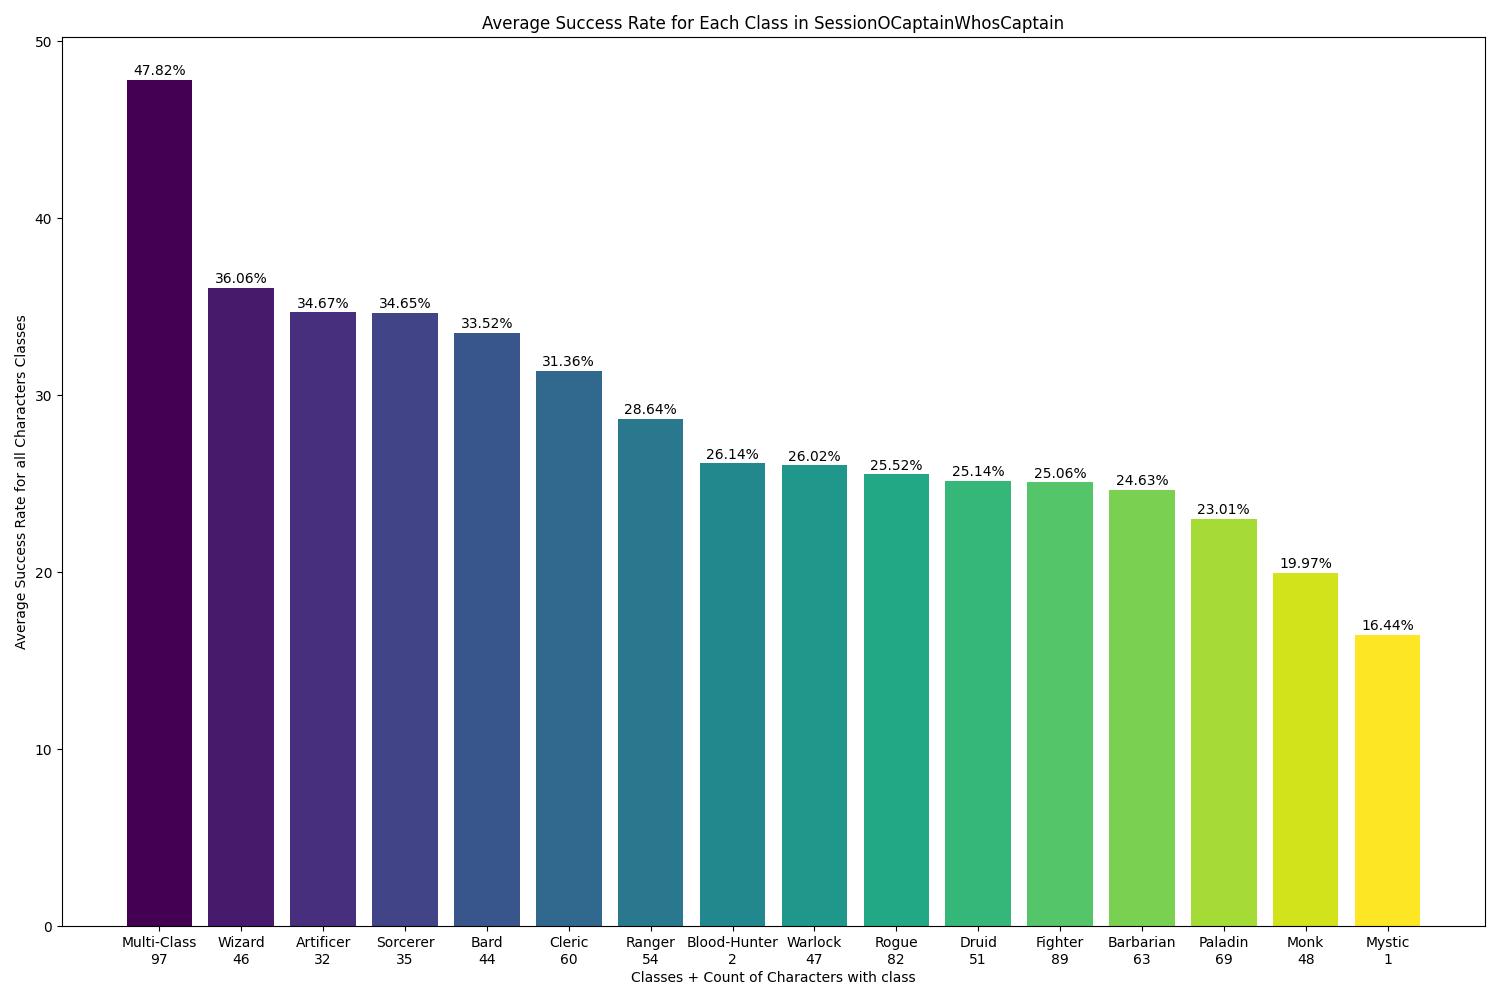 Average Success Rate for Each Class in SessionOCaptainWhosCaptain
Average Success Rate for all Characters Classes
50
40
30
20
10
0
47.82%
36.06%
34.67%
34.65%
33.52%
31.36%
28.64%
26.14%
26.02%
25.52%
25.14%
25.06%
24.63%
23.01%
19.97%
16.44%
Multi-Class
97
Wizard
46
Artificer
32
Sorcerer
35
Bard
44
Cleric
60
Ranger
54
Blood-Hunter
2
Warlock
47
Rogue
82
Druid
51
Fighter
89
Barbarian
63
Paladin
69
Monk
48
Mystic
1
Classes + Count of Characters with class